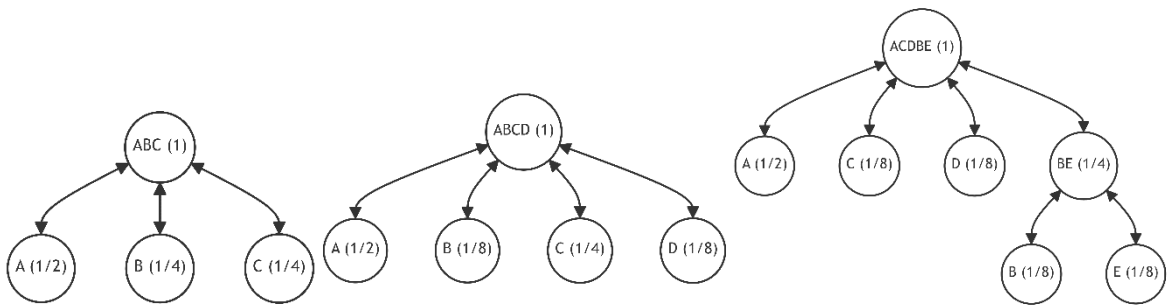 ABC (1)
A (1/2)
B (1/4)
C (1/4)
ABCD (1)
A (1/2)
B (1/8)
C (1/4)
D (1/8)
ACDBE (1)
A (1/2)
C (1/8)
D (1/8)
BE (1/4)
B (1/8)
E (1/8)